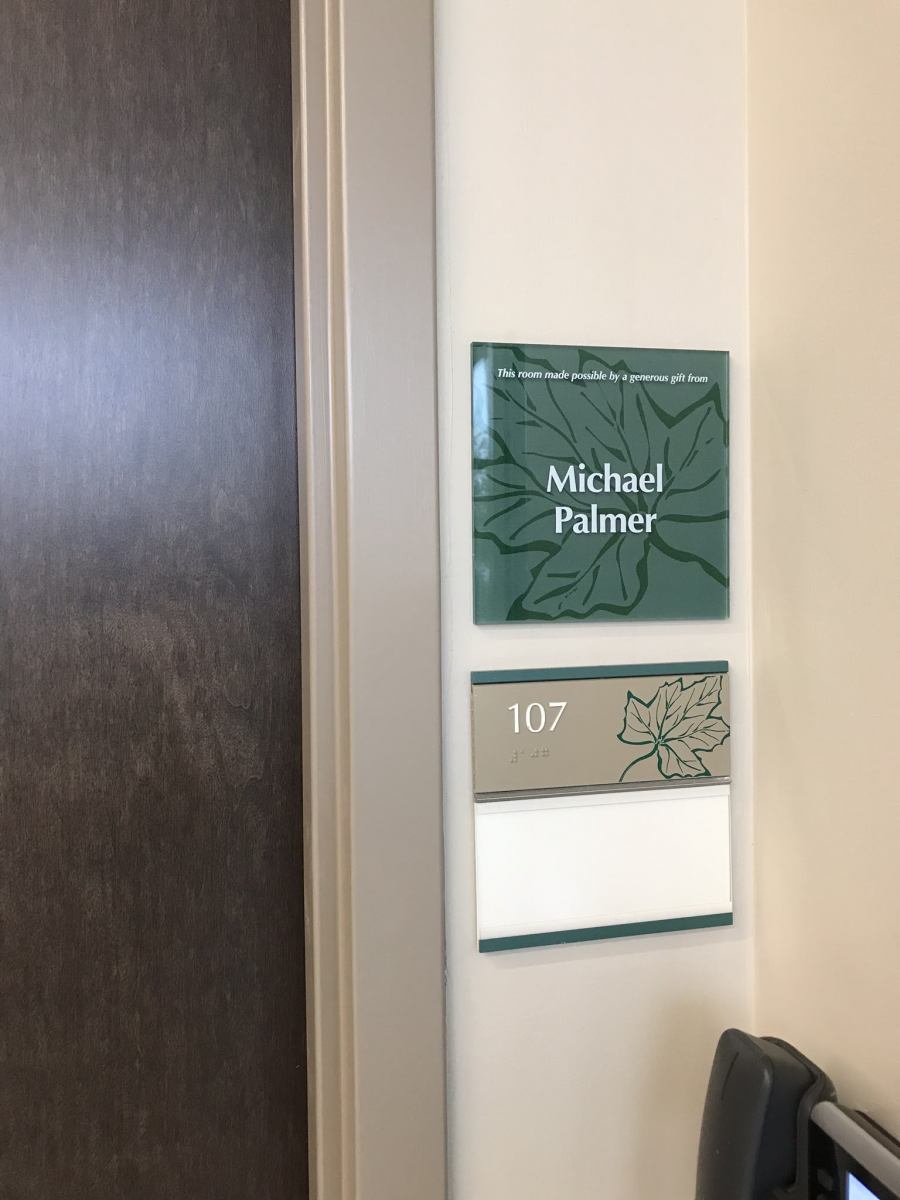 This room made possible by a generous gift from
Michael
Palmer
107